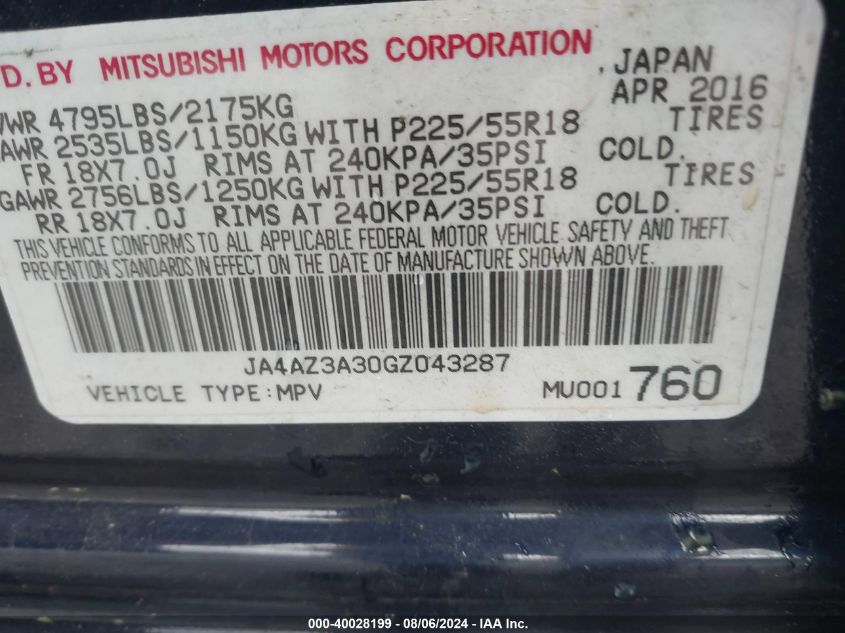 D. BY MITSUBISHI MOTORS CORPORATION
. JAPAN
VWR 4795LBS/2175KG APR 2016
AWR 2535LBS/1150KG WITH P225/55R18 TIRES
FR 18X7.0J RIMS AT 240KPA/35PSI COLD.
GAWR 2756LBS/1250KG WITH P225/55R18 TIRES
RR 18X7.0J RIMS AT 240KPA/35PSI COLD.
THIS VEHICLE CONFORMS TO ALL APPLICABLE FEDERAL MOTOR VEHICLE SAFETY AND THEFT
PREVENTION STANDARDS IN EFFECT ON THE DATE OF MANUFACTURE SHOWN ABOVE.
JA4AZ3A30GZ043287
VEHICLE TYPE:MPV MU001 760
000-40028199 - 08/06/2024 - IAA Inc.